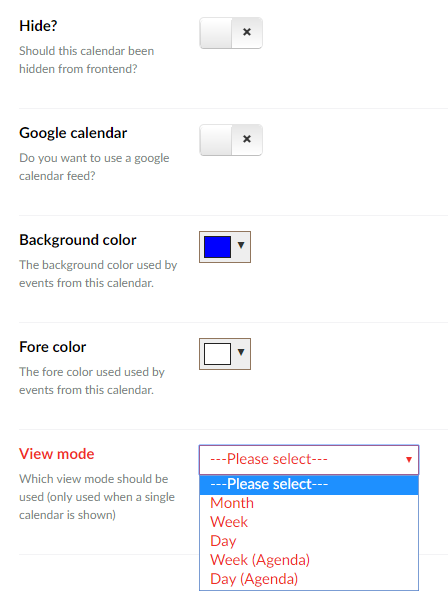 Hide?
Should this calendar been
hidden from frontend?
Google calendar
Do you want to use a google
calendar feed?
Background color
The background color used by
events from this calendar.
Fore color
The fore color used used by
events from this calendar.
View mode
Which view mode should be
used (only used when a single
calendar is shown)
---Please select---
---Please select---
Month
Week
Day
Week (Agenda)
Day (Agenda)